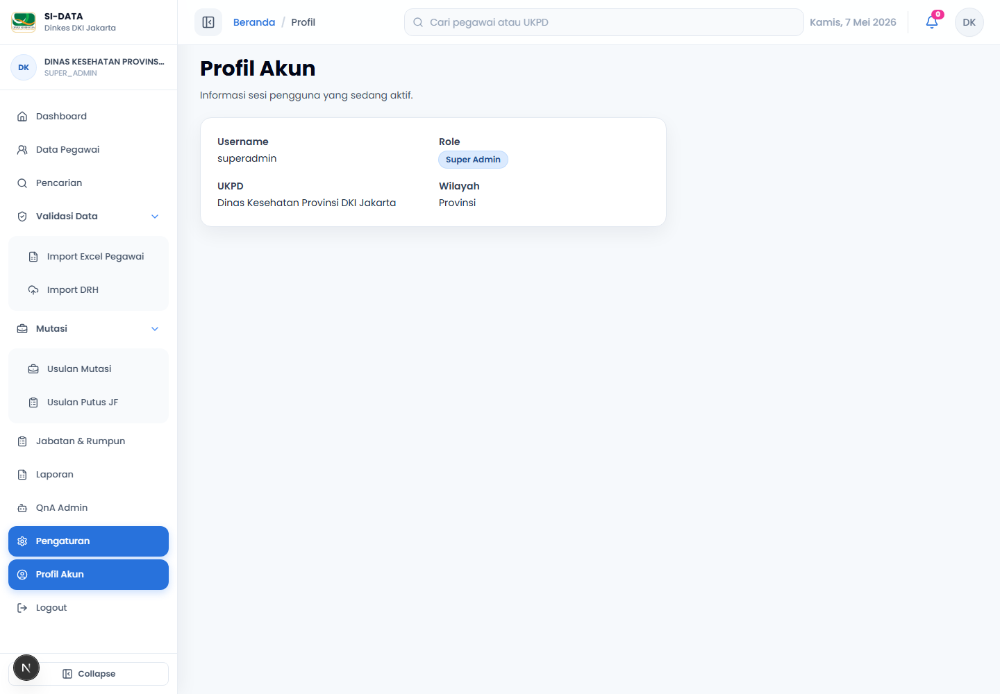 SI-DATA
Dinkes DKI Jakarta
DK
DINAS KESEHATAN PROVINS...
SUPER_ADMIN
Dashboard
Data Pegawai
Pencarian
Validasi Data
Import Excel Pegawai
Import DRH
Mutasi
Usulan Mutasi
Usulan Putus JF
Jabatan & Rumpun
Laporan
QnA Admin
Pengaturan
Profil Akun
Logout
N
Collapse
Beranda / Profil
Cari pegawai atau UKPD
Kamis, 7 Mei 2026
0
DK
Profil Akun
Informasi sesi pengguna yang sedang aktif.
Username
superadmin
Role
Super Admin
UKPD
Dinas Kesehatan Provinsi DKI Jakarta
Wilayah
Provinsi